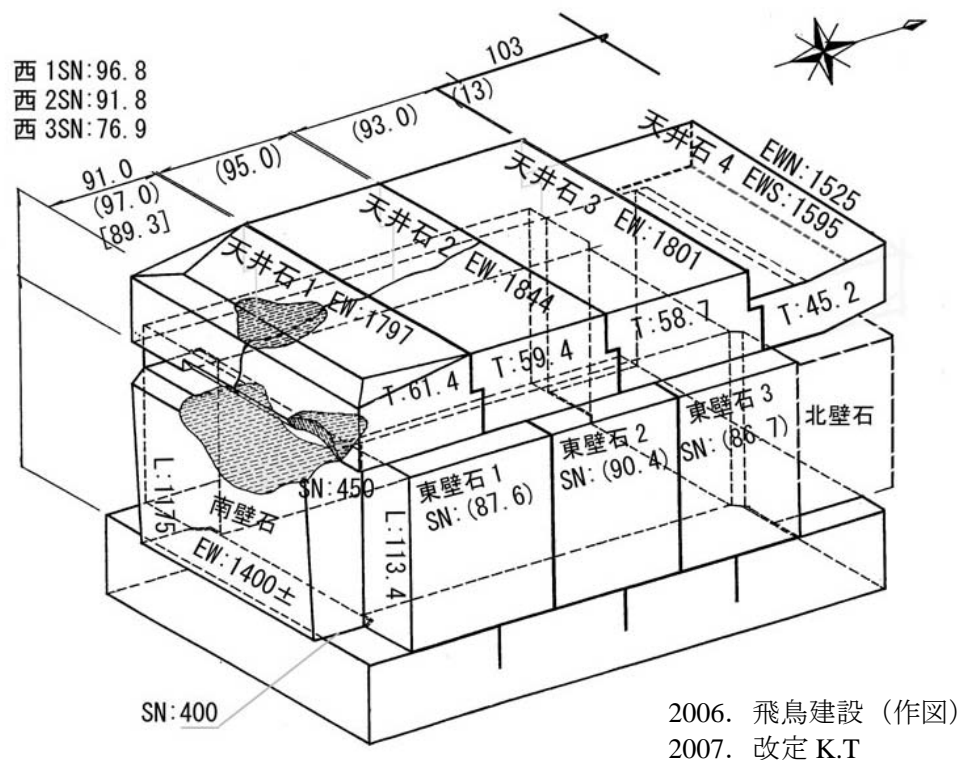 西 1SN:96.8
西 2SN:91.8
西 3SN:76.9
103
(13)
(93.0)
(95.0)
91.0
(97.0)
[89.3]
天井石 1 EW:1797
天井石 2 EW:1844
天井石 3 EW:1801
天井石 4 EWS:1595
EWN:1525
T:61.4
T:59.4
T:58.7
T:45.2
東壁石 1
SN:(87.6)
東壁石 2
SN:(90.4)
東壁石 3
SN:(86.7)
北壁石
南壁石
SN:450
L:1175
L:113.4
EW:1400±
SN:400
2006. 飛鳥建設（作図）
2007. 改定 K.T